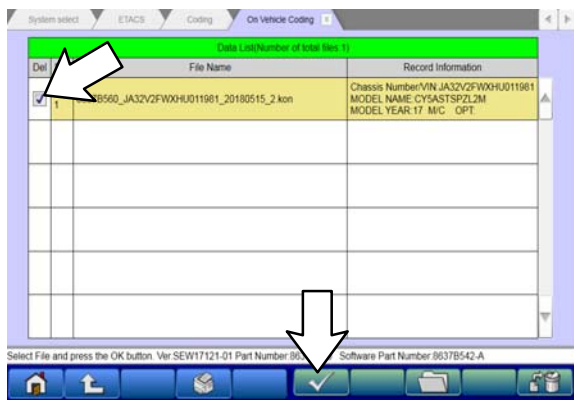 System select ETACS Coding On Vehicle Coding
Data List(Number of total files:1)
Del File Name Record Information
1 B560_JA32V2FWXHU011981_20180515_2.kon
Chassis Number/VIN:JA32V2FWXHU011981
MODEL NAME:CY5ASTSPZL2M
MODEL YEAR:17 M/C OPT:
Select File and press the OK button. Ver.SEW17121-01 Part Number:863 Software Part Number:8637B542-A